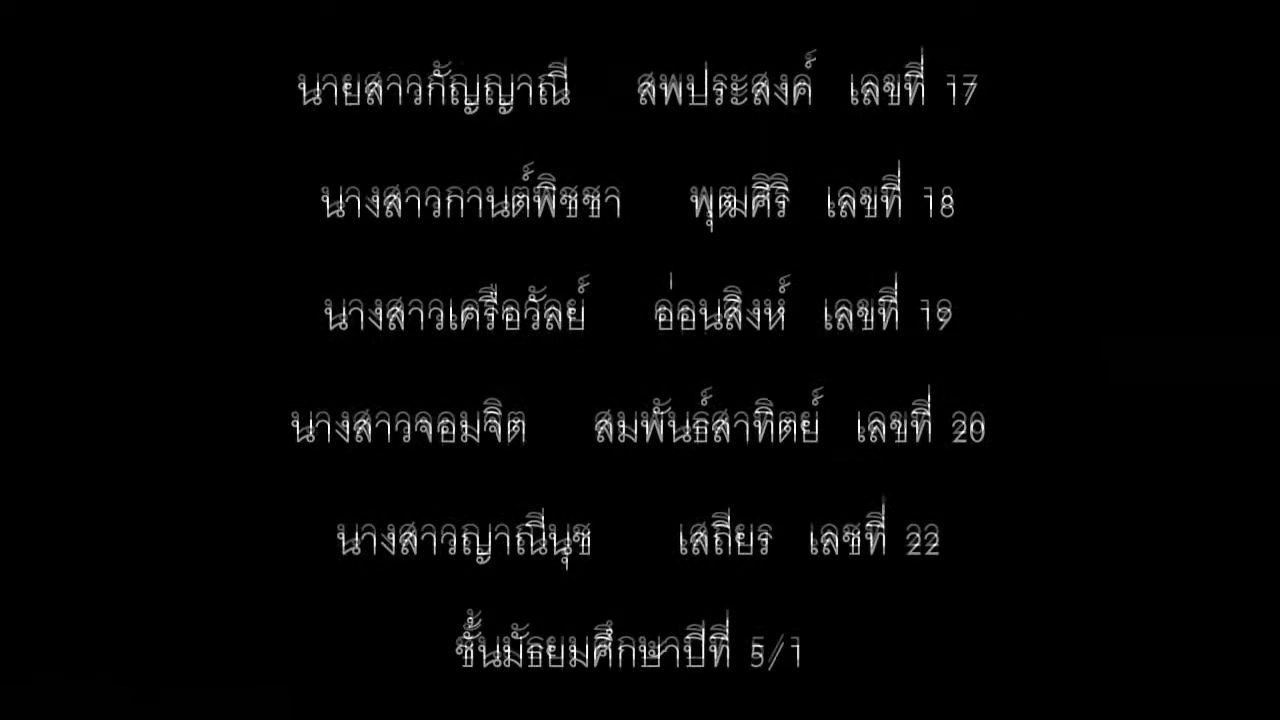 นายสาวกัญญาณี สพประสงค์ เลขที่ 17
นางสาวกานต์พิชชา พุฒศิริ เลขที่ 18
นางสาวเครือวัลย์ อ่อนสิงห์ เลขที่ 19
นางสาวจอมจิต สมพันธ์สาทิตย์ เลขที่ 20
นางสาวญาณีนุช เสถียร เลขที่ 22
ชั้นมัธยมศึกษาปีที่ 5/1